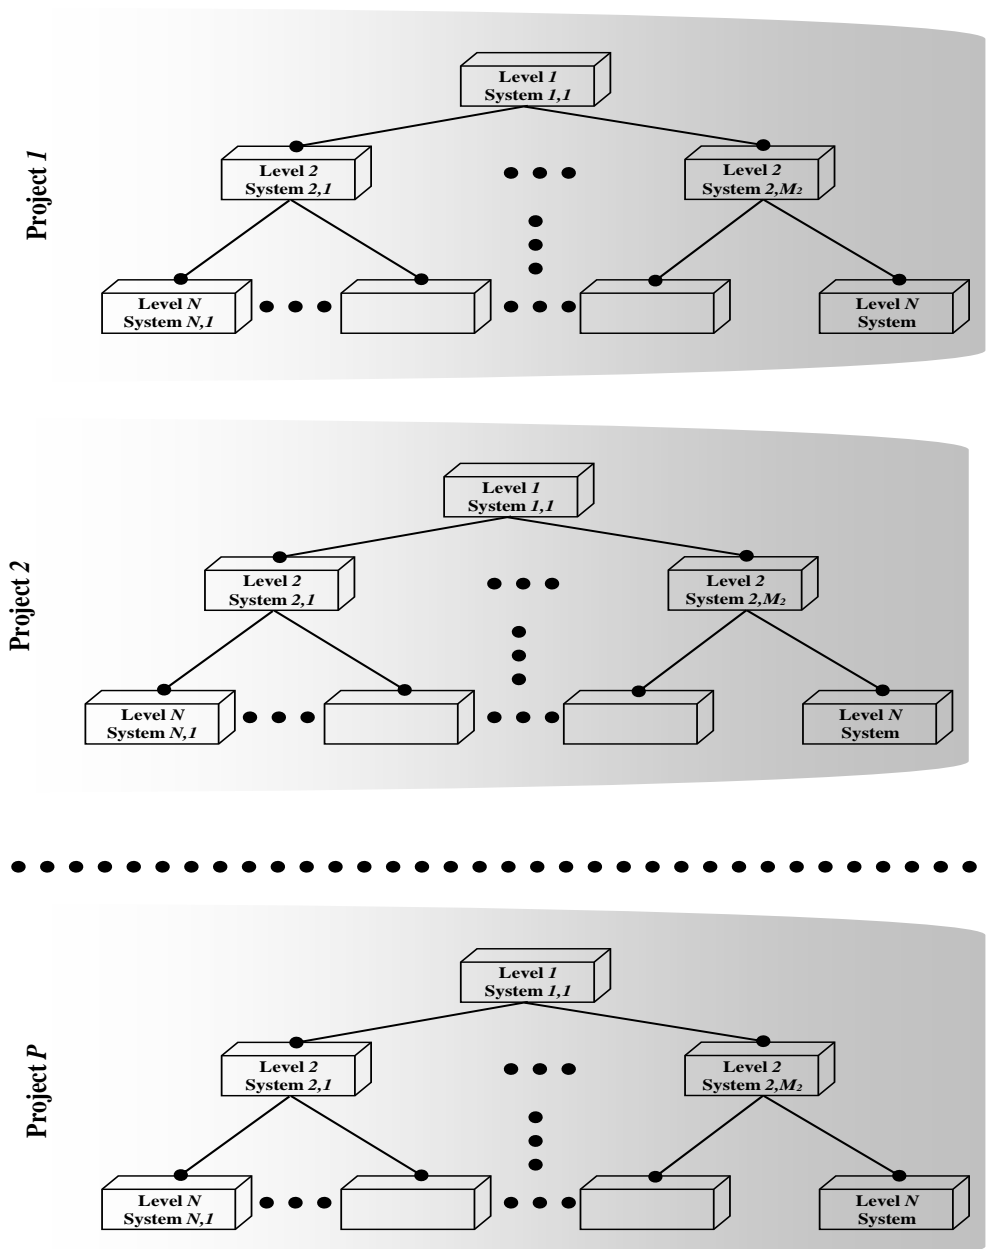 Project 1
Level 1
System 1,1
Level 2
System 2,1
Level 2
System 2,M₂
Level N
System N,1
Level N
System
Project 2
Level 1
System 1,1
Level 2
System 2,1
Level 2
System 2,M₂
Level N
System N,1
Level N
System
Project P
Level 1
System 1,1
Level 2
System 2,1
Level 2
System 2,M₂
Level N
System N,1
Level N
System